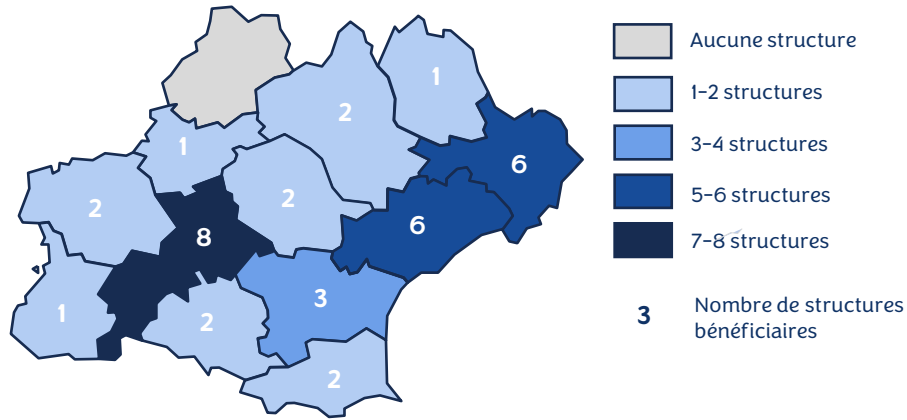 1
2
1
6
2
2
8
6
3
1
2
2
Aucune structure
1–2 structures
3–4 structures
5–6 structures
7–8 structures
3 Nombre de structures
bénéficiaires